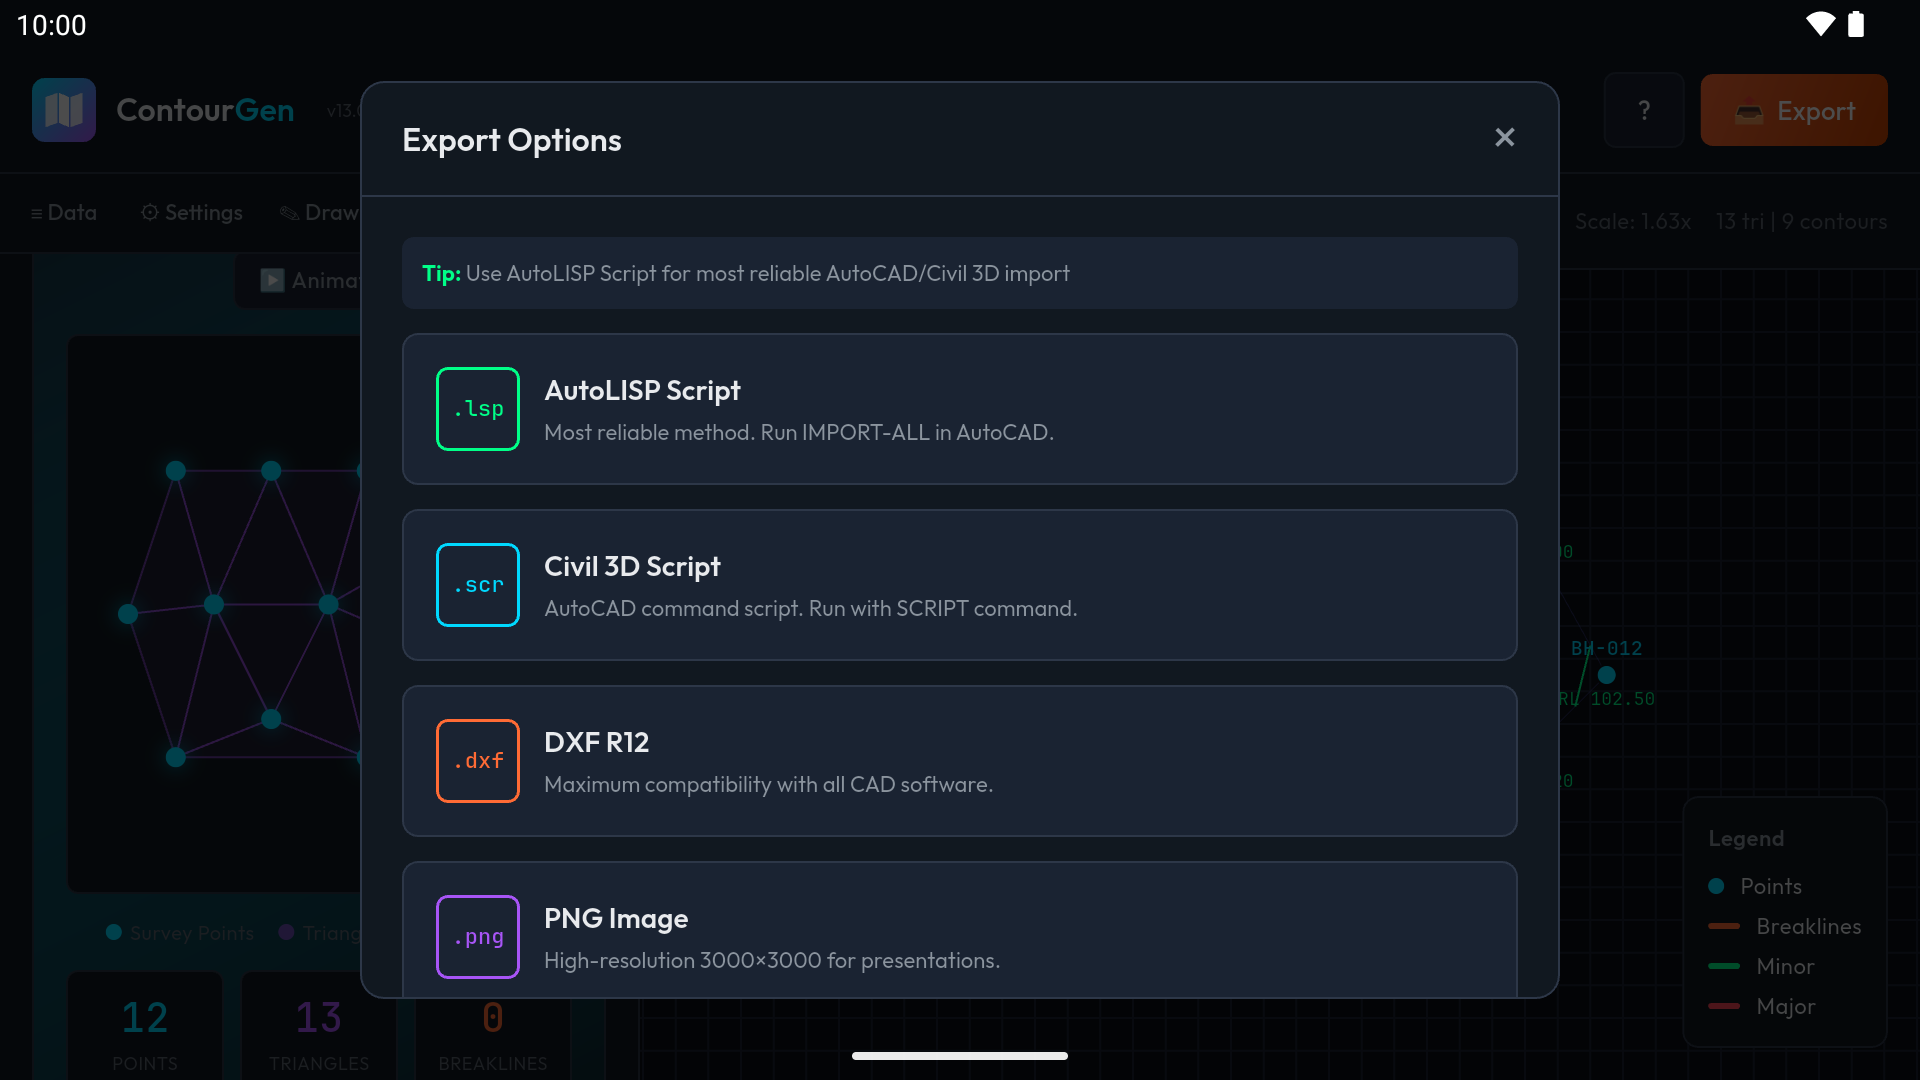 10:00
ContourGen
? Export
Export Options
≡ Data Settings Draw
Scale: 1.63x 13 tri | 9 contours
Tip: Use AutoLISP Script for most reliable AutoCAD/Civil 3D import
.lsp
AutoLISP Script
Most reliable method. Run IMPORT-ALL in AutoCAD.
.scr
Civil 3D Script
AutoCAD command script. Run with SCRIPT command.
.dxf
DXF R12
Maximum compatibility with all CAD software.
.png
PNG Image
High-resolution 3000×3000 for presentations.
BH-012
RL 102.50
Legend
Points
Breaklines
Minor
Major
Survey Points
12
POINTS
13
TRIANGLES
0
BREAKLINES